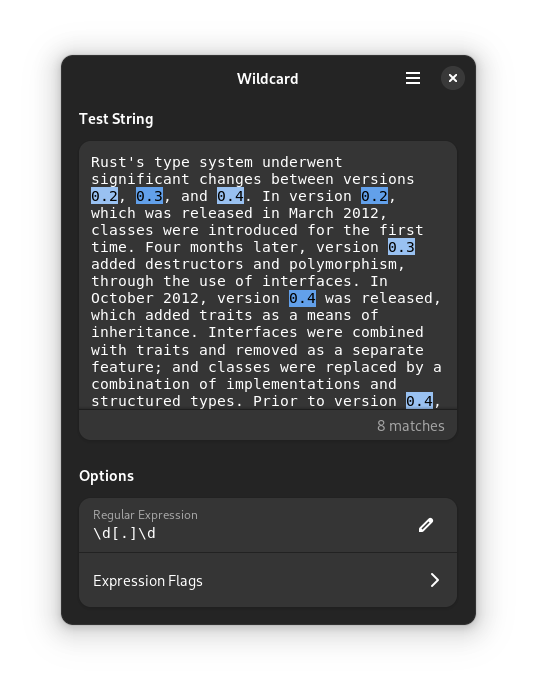 Wildcard
Test String
Rust's type system underwent
significant changes between versions
0.2, 0.3, and 0.4. In version 0.2,
which was released in March 2012,
classes were introduced for the first
time. Four months later, version 0.3
added destructors and polymorphism,
through the use of interfaces. In
October 2012, version 0.4 was released,
which added traits as a means of
inheritance. Interfaces were combined
with traits and removed as a separate
feature; and classes were replaced by a
combination of implementations and
structured types. Prior to version 0.4,
8 matches
Options
Regular Expression
\d[.]\d
Expression Flags